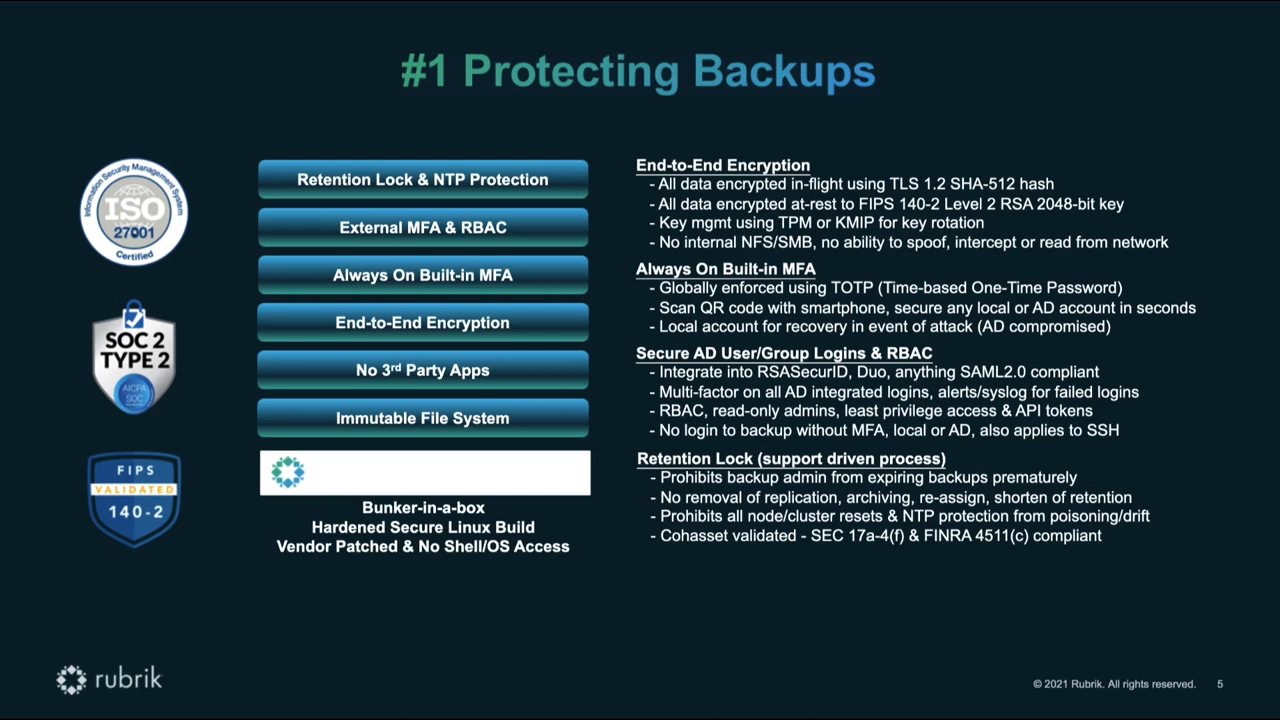 #1 Protecting Backups
Information Security Management System
ISO
27001
Certified
SOC 2
TYPE 2
AICPA
SOC
FIPS
VALIDATED
140-2
Retention Lock & NTP Protection
External MFA & RBAC
Always On Built-in MFA
End-to-End Encryption
No 3rd Party Apps
Immutable File System
Bunker-in-a-box
Hardened Secure Linux Build
Vendor Patched & No Shell/OS Access
End-to-End Encryption
- All data encrypted in-flight using TLS 1.2 SHA-512 hash
- All data encrypted at-rest to FIPS 140-2 Level 2 RSA 2048-bit key
- Key mgmt using TPM or KMIP for key rotation
- No internal NFS/SMB, no ability to spoof, intercept or read from network
Always On Built-in MFA
- Globally enforced using TOTP (Time-based One-Time Password)
- Scan QR code with smartphone, secure any local or AD account in seconds
- Local account for recovery in event of attack (AD compromised)
Secure AD User/Group Logins & RBAC
- Integrate into RSASecurID, Duo, anything SAML2.0 compliant
- Multi-factor on all AD integrated logins, alerts/syslog for failed logins
- RBAC, read-only admins, least privilege access & API tokens
- No login to backup without MFA, local or AD, also applies to SSH
Retention Lock (support driven process)
- Prohibits backup admin from expiring backups prematurely
- No removal of replication, archiving, re-assign, shorten of retention
- Prohibits all node/cluster resets & NTP protection from poisoning/drift
- Cohasset validated - SEC 17a-4(f) & FINRA 4511(c) compliant
rubrik
© 2021 Rubrik. All rights reserved.
5